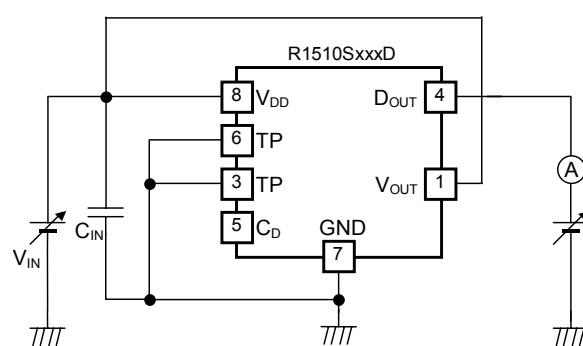 R1510SxxxD
8 VDD DOUT 4
6 TP
A
3 TP VOUT 1
CIN
5 CD GND
VIN
7